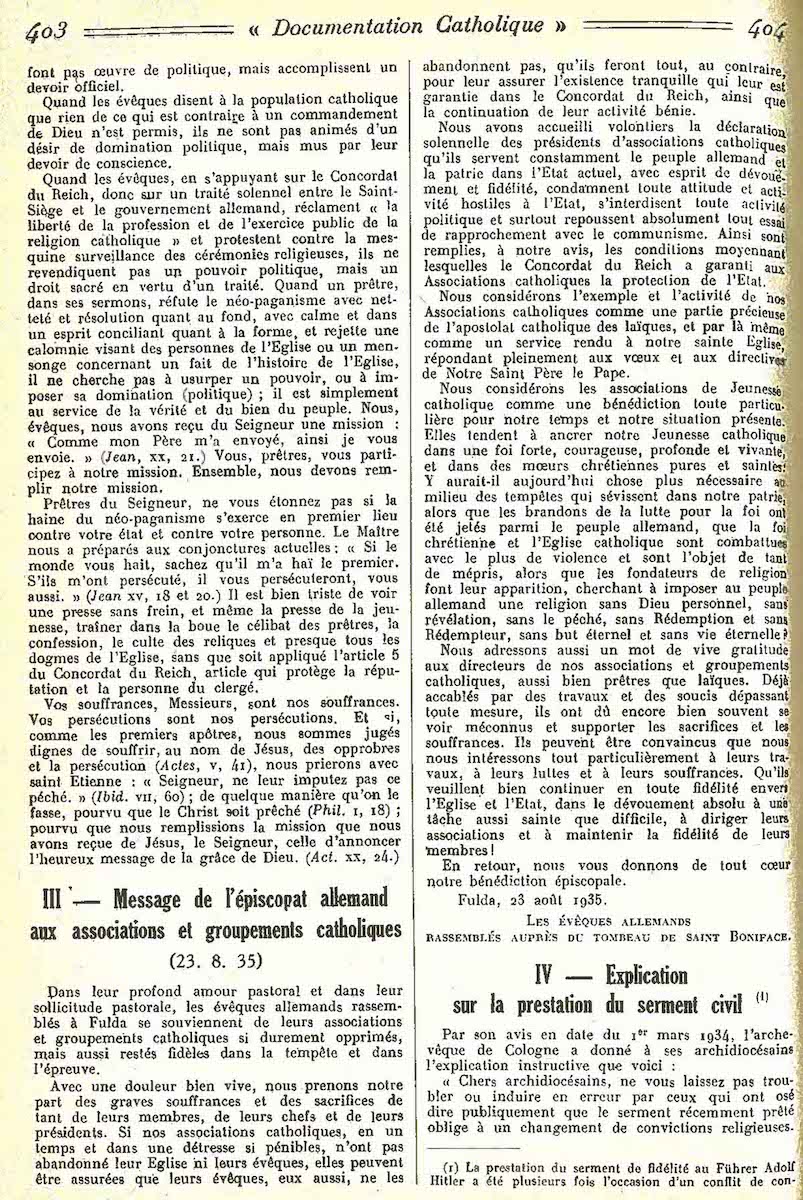 403
« Documentation Catholique »
404
font pas œuvre de politique, mais accomplissent un
devoir officiel.
Quand les évêques disent à la population catholique
que rien de ce qui est contraire à un commandement
de Dieu n'est permis, ils ne sont pas animés d'un
désir de domination politique, mais mus par leur
devoir de conscience.
Quand les évêques, en s'appuyant sur le Concordat
du Reich, donc sur un traité solennel entre le Saint-
Siège et le gouvernement allemand, réclament « la
liberté de la profession et de l'exercice public de la
religion catholique » et protestent contre la mes-
quine surveillance des cérémonies religieuses, ils ne
revendiquent pas un pouvoir politique, mais un
droit sacré en vertu d'un traité. Quand un prêtre,
dans ses sermons, réfute le néo-paganisme avec net-
teté et résolution quant au fond, avec calme et dans
un esprit conciliant quant à la forme, et rejette une
calomnie visant des personnes de l'Eglise ou un men-
songe concernant un fait de l'histoire de l'Eglise,
il ne cherche pas à usurper un pouvoir, ou à im-
poser sa domination (politique) ; il est simplement
au service de la vérité et du bien du peuple. Nous,
évêques, nous avons reçu du Seigneur une mission :
« Comme mon Père m'a envoyé, ainsi je vous
envoie. » (Jean, xx, 21.) Vous, prêtres, vous parti-
cipez à notre mission. Ensemble, nous devons rem-
plir notre mission.
Prêtres du Seigneur, ne vous étonnez pas si la
haine du néo-paganisme s'exerce en premier lieu
contre votre état et contre votre personne. Le Maître
nous a préparés aux conjonctures actuelles : « Si le
monde vous hait, sachez qu'il m'a haï le premier.
S'ils m'ont persécuté, il vous persécuteront, vous
aussi. » (Jean xv, 18 et 20.) Il est bien triste de voir
une presse sans frein, et même la presse de la jeu-
nesse, traîner dans la boue le célibat des prêtres, la
confession, le culte des reliques et presque tous les
dogmes de l'Eglise, sans que soit appliqué l'article 5
du Concordat du Reich, article qui protège la répu-
tation et la personne du clergé.
Vos souffrances, Messieurs, sont nos souffrances.
Vos persécutions sont nos persécutions. Et si,
comme les premiers apôtres, nous sommes jugés
dignes de souffrir, au nom de Jésus, des opprobres
et la persécution (Actes, v, 41), nous prierons avec
saint Etienne : « Seigneur, ne leur imputez pas ce
péché. » (Ibid. vii, 60) ; de quelque manière qu'on le
fasse, pourvu que le Christ soit prêché (Phil. 1, 18) ;
pourvu que nous remplissions la mission que nous
avons reçue de Jésus, le Seigneur, celle d'annoncer
l'heureux message de la grâce de Dieu. (Act. xx, 24.)
III — Message de l'épiscopat allemand
aux associations et groupements catholiques
(23. 8. 35)
Dans leur profond amour pastoral et dans leur
sollicitude pastorale, les évêques allemands rassem-
blés à Fulda se souviennent de leurs associations
et groupements catholiques si durement opprimés,
mais aussi restés fidèles dans la tempête et dans
l'épreuve.
Avec une douleur bien vive, nous prenons notre
part des graves souffrances et des sacrifices de
tant de leurs membres, de leurs chefs et de leurs
présidents. Si nos associations catholiques, en un
temps et dans une détresse si pénibles, n'ont pas
abandonné leur Eglise ni leurs évêques, elles peuvent
être assurées que leurs évêques, eux aussi, ne les
abandonnent pas, qu'ils feront tout, au contraire,
pour leur assurer l'existence tranquille qui leur est
garantie dans le Concordat du Reich, ainsi que
la continuation de leur activité bénie.
Nous avons accueilli volontiers la déclaration
solennelle des présidents d'associations catholiques
qu'ils servent constamment le peuple allemand et
la patrie dans l'Etat actuel, avec esprit de dévoue-
ment et fidélité, condamnent toute attitude et acti-
vité hostiles à l'Etat, s'interdisent toute activité
politique et surtout repoussent absolument tout essai
de rapprochement avec le communisme. Ainsi sont
remplies, à notre avis, les conditions moyennant
lesquelles le Concordat du Reich a garanti aux
Associations catholiques la protection de l'Etat.
Nous considérons l'exemple et l'activité de nos
Associations catholiques comme une partie précieuse
de l'apostolat catholique des laïques, et par là même
comme un service rendu à notre sainte Eglise,
répondant pleinement aux vœux et aux directives
de Notre Saint Père le Pape.
Nous considérons les associations de Jeunesse
catholique comme une bénédiction toute particu-
lière pour notre temps et notre situation présente.
Elles tendent à ancrer notre Jeunesse catholique
dans une foi forte, courageuse, profonde et vivante,
et dans des mœurs chrétiennes pures et saintes.
Y aurait-il aujourd'hui chose plus nécessaire au
milieu des tempêtes qui sévissent dans notre patrie,
alors que les brandons de la lutte pour la foi ont
été jetés parmi le peuple allemand, que la foi
chrétienne et l'Eglise catholique sont combattues
avec le plus de violence et sont l'objet de tant
de mépris, alors que les fondateurs de religion
font leur apparition, cherchant à imposer au peuple
allemand une religion sans Dieu personnel, sans
révélation, sans le péché, sans Rédemption et sans
Rédempteur, sans but éternel et sans vie éternelle ?
Nous adressons aussi un mot de vive gratitude
aux directeurs de nos associations et groupements
catholiques, aussi bien prêtres que laïques. Déjà
accablés par des travaux et des soucis dépassant
toute mesure, ils ont dû encore bien souvent se
voir méconnus et supporter les sacrifices et les
souffrances. Ils peuvent être convaincus que nous
nous intéressons tout particulièrement à leurs tra-
vaux, à leurs luttes et à leurs souffrances. Qu'ils
veuillent bien continuer en toute fidélité envers
l'Eglise et l'Etat, dans le dévouement absolu à une
tâche aussi sainte que difficile, à diriger leurs
associations et à maintenir la fidélité de leurs
membres !
En retour, nous vous donnons de tout cœur
notre bénédiction épiscopale.
Fulda, 23 août 1935.
Les évêques allemands
rassemblés auprès du tombeau de saint Boniface.
IV — Explication
sur la prestation du serment civil (1)
Par son avis en date du 1er mars 1934, l'arche-
vêque de Cologne a donné à ses archidiocésains
l'explication instructive que voici :
« Chers archidiocésains, ne vous laissez pas trou-
bler ou induire en erreur par ceux qui ont osé
dire publiquement que le serment récemment prêté
oblige à un changement de convictions religieuses.
(1) La prestation du serment de fidélité au Führer Adolf
Hitler a été plusieurs fois l'occasion d'un conflit de con-